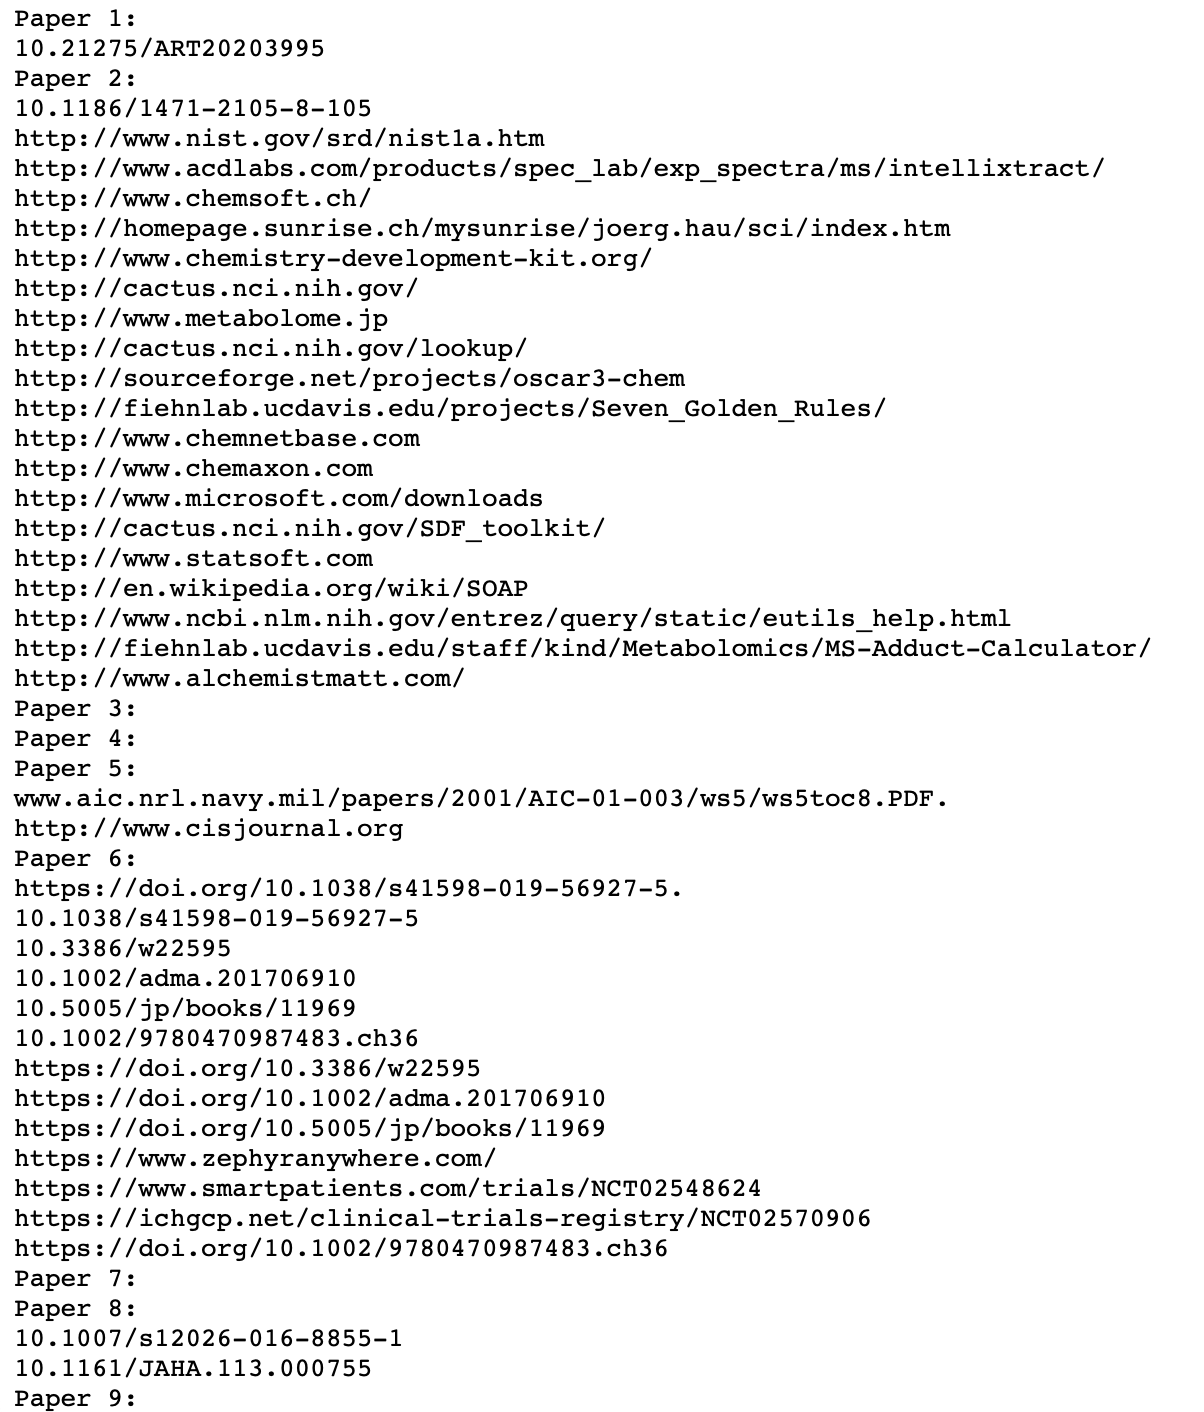 Paper 1:
10.21275/ART20203995
Paper 2:
10.1186/1471-2105-8-105
http://www.nist.gov/srd/nist1a.htm
http://www.acdlabs.com/products/spec_lab/exp_spectra/ms/intellixtract/
http://www.chemsoft.ch/
http://homepage.sunrise.ch/mysunrise/joerg.hau/sci/index.htm
http://www.chemistry-development-kit.org/
http://cactus.nci.nih.gov/
http://www.metabolome.jp
http://cactus.nci.nih.gov/lookup/
http://sourceforge.net/projects/oscar3-chem
http://fiehnlab.ucdavis.edu/projects/Seven_Golden_Rules/
http://www.chemnetbase.com
http://www.chemaxon.com
http://www.microsoft.com/downloads
http://cactus.nci.nih.gov/SDF_toolkit/
http://www.statsoft.com
http://en.wikipedia.org/wiki/SOAP
http://www.ncbi.nlm.nih.gov/entrez/query/static/eutils_help.html
http://fiehnlab.ucdavis.edu/staff/kind/Metabolomics/MS-Adduct-Calculator/
http://www.alchemistmatt.com/
Paper 3:
Paper 4:
Paper 5:
www.aic.nrl.navy.mil/papers/2001/AIC-01-003/ws5/ws5toc8.PDF.
http://www.cisjournal.org
Paper 6:
https://doi.org/10.1038/s41598-019-56927-5.
10.1038/s41598-019-56927-5
10.3386/w22595
10.1002/adma.201706910
10.5005/jp/books/11969
10.1002/9780470987483.ch36
https://doi.org/10.3386/w22595
https://doi.org/10.1002/adma.201706910
https://doi.org/10.5005/jp/books/11969
https://www.zephyranywhere.com/
https://www.smartpatients.com/trials/NCT02548624
https://ichgcp.net/clinical-trials-registry/NCT02570906
https://doi.org/10.1002/9780470987483.ch36
Paper 7:
Paper 8:
10.1007/s12026-016-8855-1
10.1161/JAHA.113.000755
Paper 9: